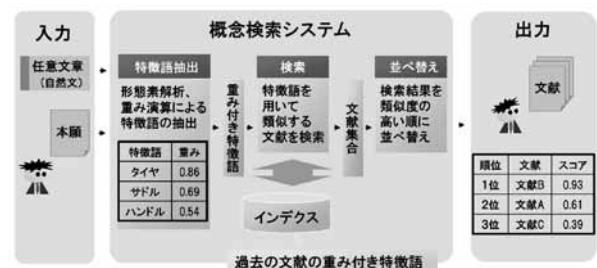 入力
任意文章
(自然文)
本願
概念検索システム
特徴語抽出
形態素解析、
重み演算による
特徴語の抽出
特徴語 重み
タイヤ 0.86
サドル 0.69
ハンドル 0.54
重み付き特徴語
検索
特徴語を
用いて
類似する
文献を検索
文献集合
並べ替え
検索結果を
類似度の
高い順に
並べ替え
インデクス
過去の文献の重み付き特徴語
出力
文献
順位 文献 スコア
1位 文献B 0.93
2位 文献A 0.61
3位 文献C 0.39